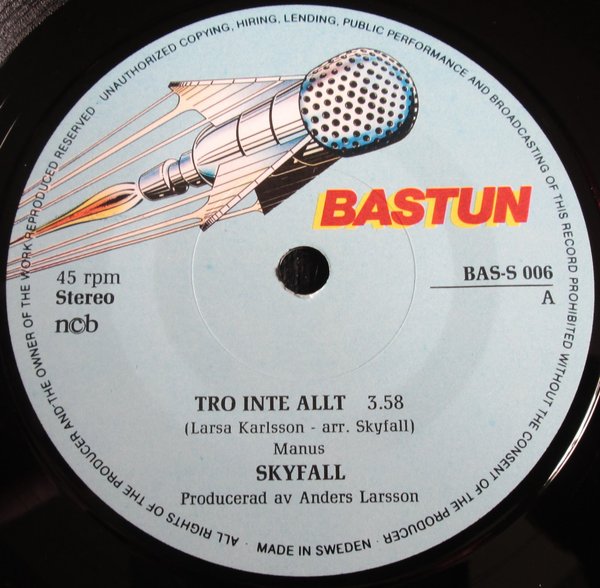 ALL RIGHTS OF THE PRODUCER AND·THE OWNER OF THE WORK REPRODUCED RESERVED · UNAUTHORIZED COPYING, HIRING, LENDING, PUBLIC PERFORMANCE AND BROADCASTING OF THIS RECORD PROHIBITED WITHOUT THE CONSENT OF THE PRODUCER ·
BASTUN
45 rpm
Stereo
ncb
BAS-S 006
A
TRO INTE ALLT 3.58
(Larsa Karlsson - arr. Skyfall)
Manus
SKYFALL
Producerad av Anders Larsson
MADE IN SWEDEN ·